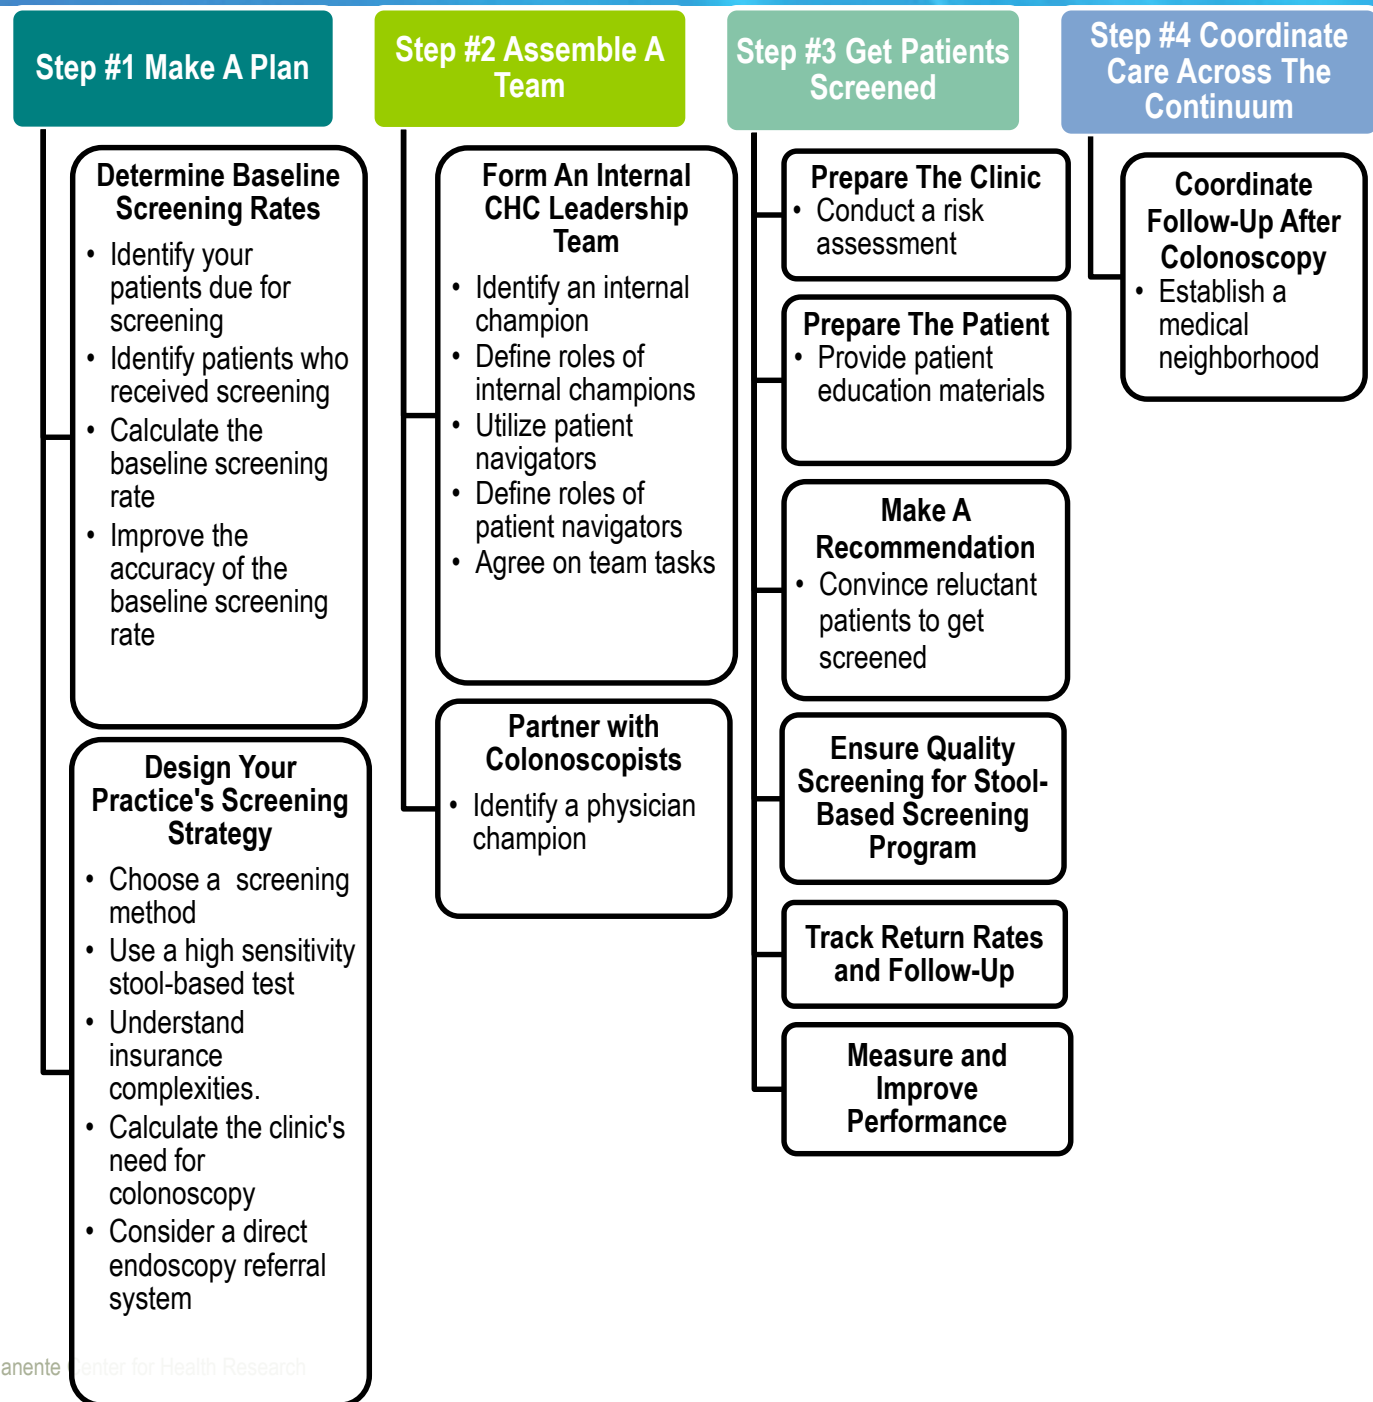 Step #1 Make A Plan
Determine Baseline
Screening Rates
• Identify your
patients due for
screening
• Identify patients who
received screening
• Calculate the
baseline screening
rate
• Improve the
accuracy of the
baseline screening
rate
Design Your
Practice's Screening
Strategy
• Choose a screening
method
• Use a high sensitivity
stool-based test
• Understand
insurance
complexities.
• Calculate the clinic's
need for
colonoscopy
• Consider a direct
endoscopy referral
system
Step #2 Assemble A
Team
Form An Internal
CHC Leadership
Team
• Identify an internal
champion
• Define roles of
internal champions
• Utilize patient
navigators
• Define roles of
patient navigators
• Agree on team tasks
Partner with
Colonoscopists
• Identify a physician
champion
Step #3 Get Patients
Screened
Prepare The Clinic
• Conduct a risk
assessment
Prepare The Patient
• Provide patient
education materials
Make A
Recommendation
• Convince reluctant
patients to get
screened
Ensure Quality
Screening for Stool-
Based Screening
Program
Track Return Rates
and Follow-Up
Measure and
Improve
Performance
Step #4 Coordinate
Care Across The
Continuum
Coordinate
Follow-Up After
Colonoscopy
• Establish a
medical
neighborhood
anente Center for Health Research